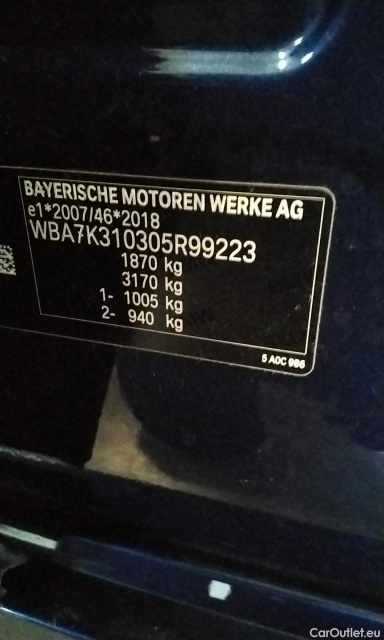 BAYERISCHE MOTOREN WERKE AG
e1*2007/46*2018
WBA7K310305R99223
1870 kg
3170 kg
1- 1005 kg
2- 940 kg
5 A0C 986
CarOutlet.eu